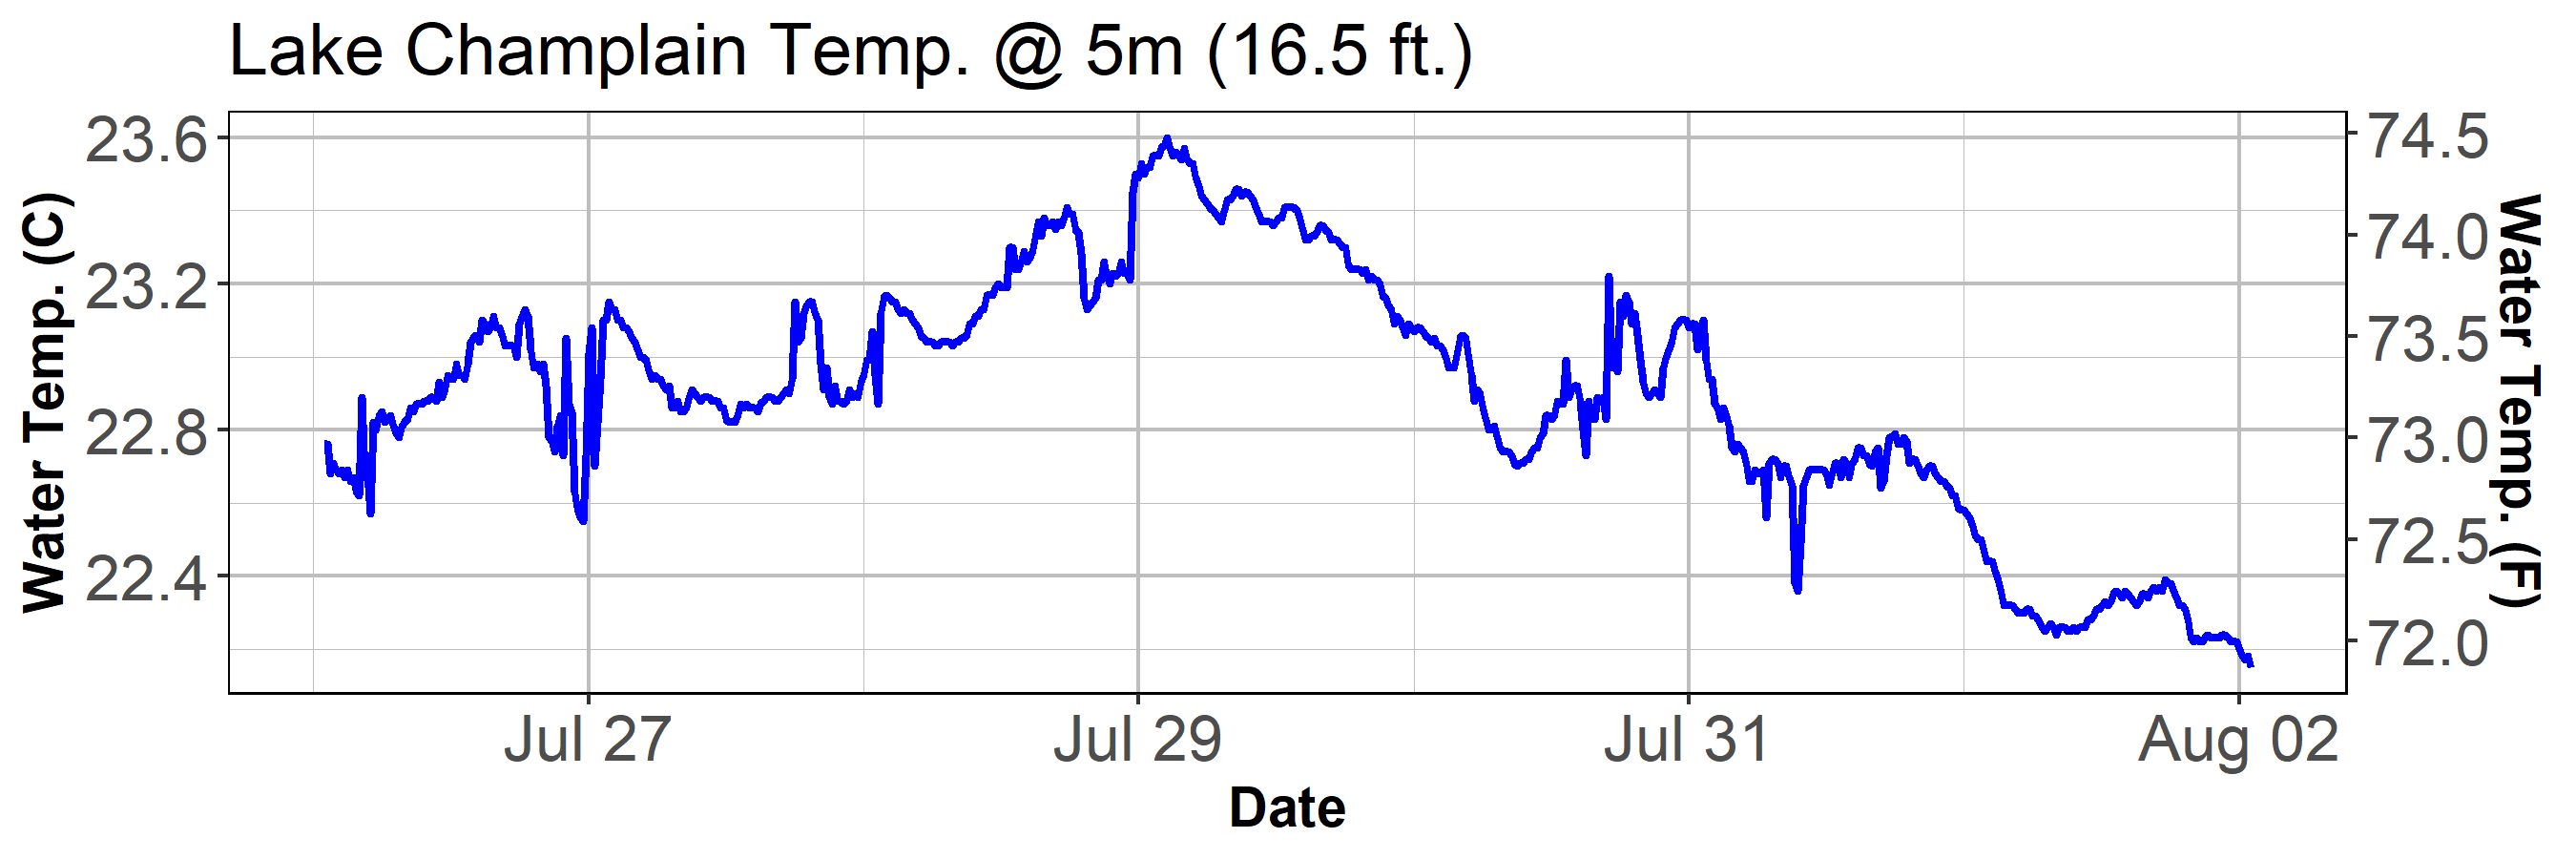 Lake Champlain Temp. @ 5m (16.5 ft.)
Water Temp. (C)
23.6
23.2
22.8
22.4
74.5
74.0
73.5
73.0
72.5
72.0
Water Temp. (F)
Jul 27 Jul 29 Jul 31 Aug 02
Date